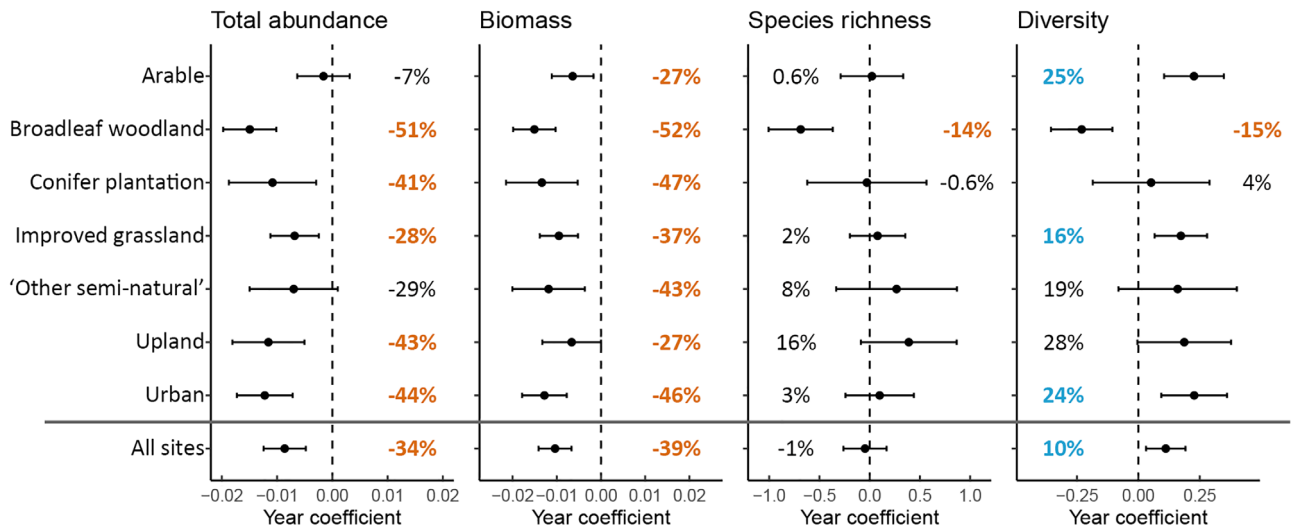 Total abundance Biomass Species richness Diversity
Arable -7% -27% 0.6% 25%
Broadleaf woodland -51% -52% -14% -15%
Conifer plantation -41% -47% -0.6% 4%
Improved grassland -28% -37% 2% 16%
‘Other semi-natural’ -29% -43% 8% 19%
Upland -43% -27% 16% 28%
Urban -44% -46% 3% 24%
All sites -34% -39% -1% 10%
−0.02 −0.01 0.00 0.01 0.02 −0.02 −0.01 0.00 0.01 0.02 −1.0 −0.5 0.0 0.5 1.0 −0.25 0.00 0.25
Year coefficient Year coefficient Year coefficient Year coefficient